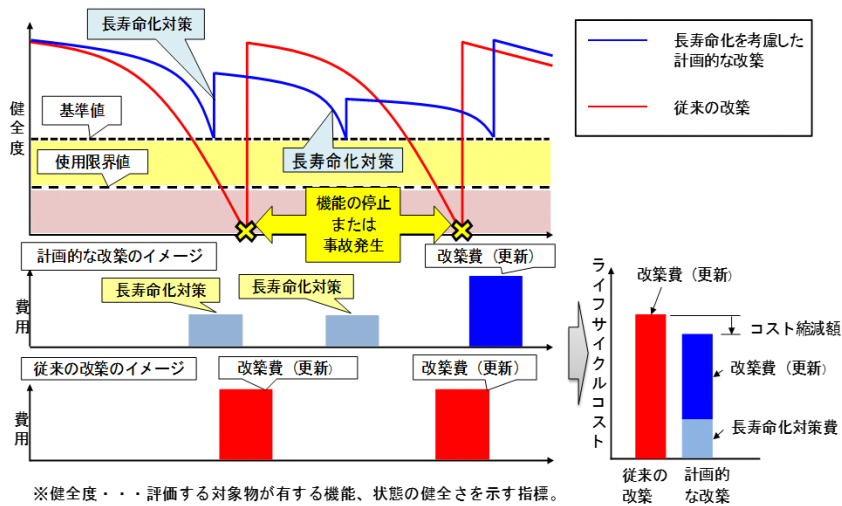 長寿命化対策
健全度
基準値
使用限界値
長寿命化対策
機能の停止
または
事故発生
長寿命化を考慮した
計画的な改築
従来の改築
計画的な改築のイメージ
費用
長寿命化対策
長寿命化対策
改築費（更新）
従来の改築のイメージ
費用
改築費（更新）
改築費（更新）
ライフサイクルコスト
改築費（更新）
コスト縮減額
改築費（更新）
長寿命化対策費
従来の
改築
計画的
な改築
※健全度・・・評価する対象物が有する機能、状態の健全さを示す指標。